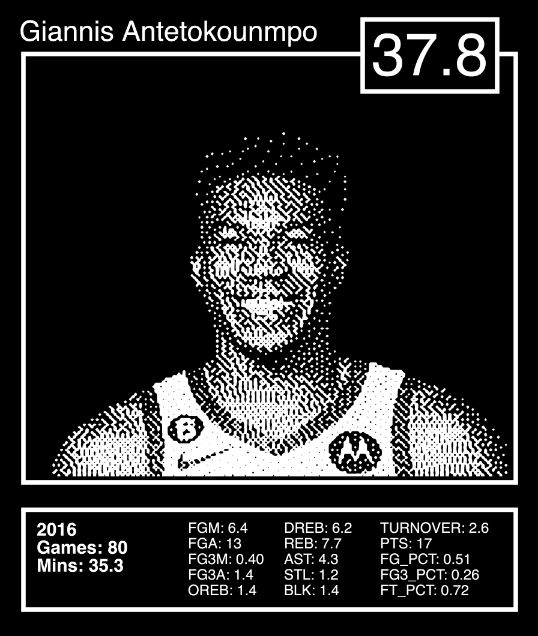 Giannis Antetokounmpo
37.8
2016
Games: 80
Mins: 35.3
FGM: 6.4
FGA: 13
FG3M: 0.40
FG3A: 1.4
OREB: 1.4
DREB: 6.2
REB: 7.7
AST: 4.3
STL: 1.2
BLK: 1.4
TURNOVER: 2.6
PTS: 17
FG_PCT: 0.51
FG3_PCT: 0.26
FT_PCT: 0.72